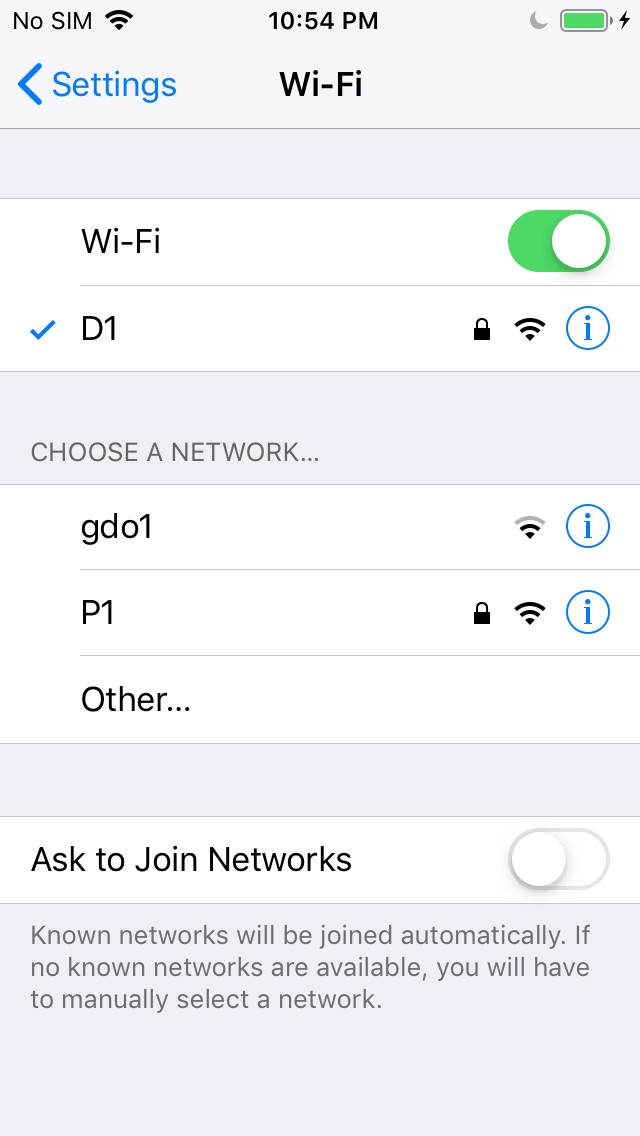 No SIM 10:54 PM
Settings Wi-Fi
Wi-Fi
D1
CHOOSE A NETWORK...
gdo1
P1
Other...
Ask to Join Networks
Known networks will be joined automatically. If
no known networks are available, you will have
to manually select a network.